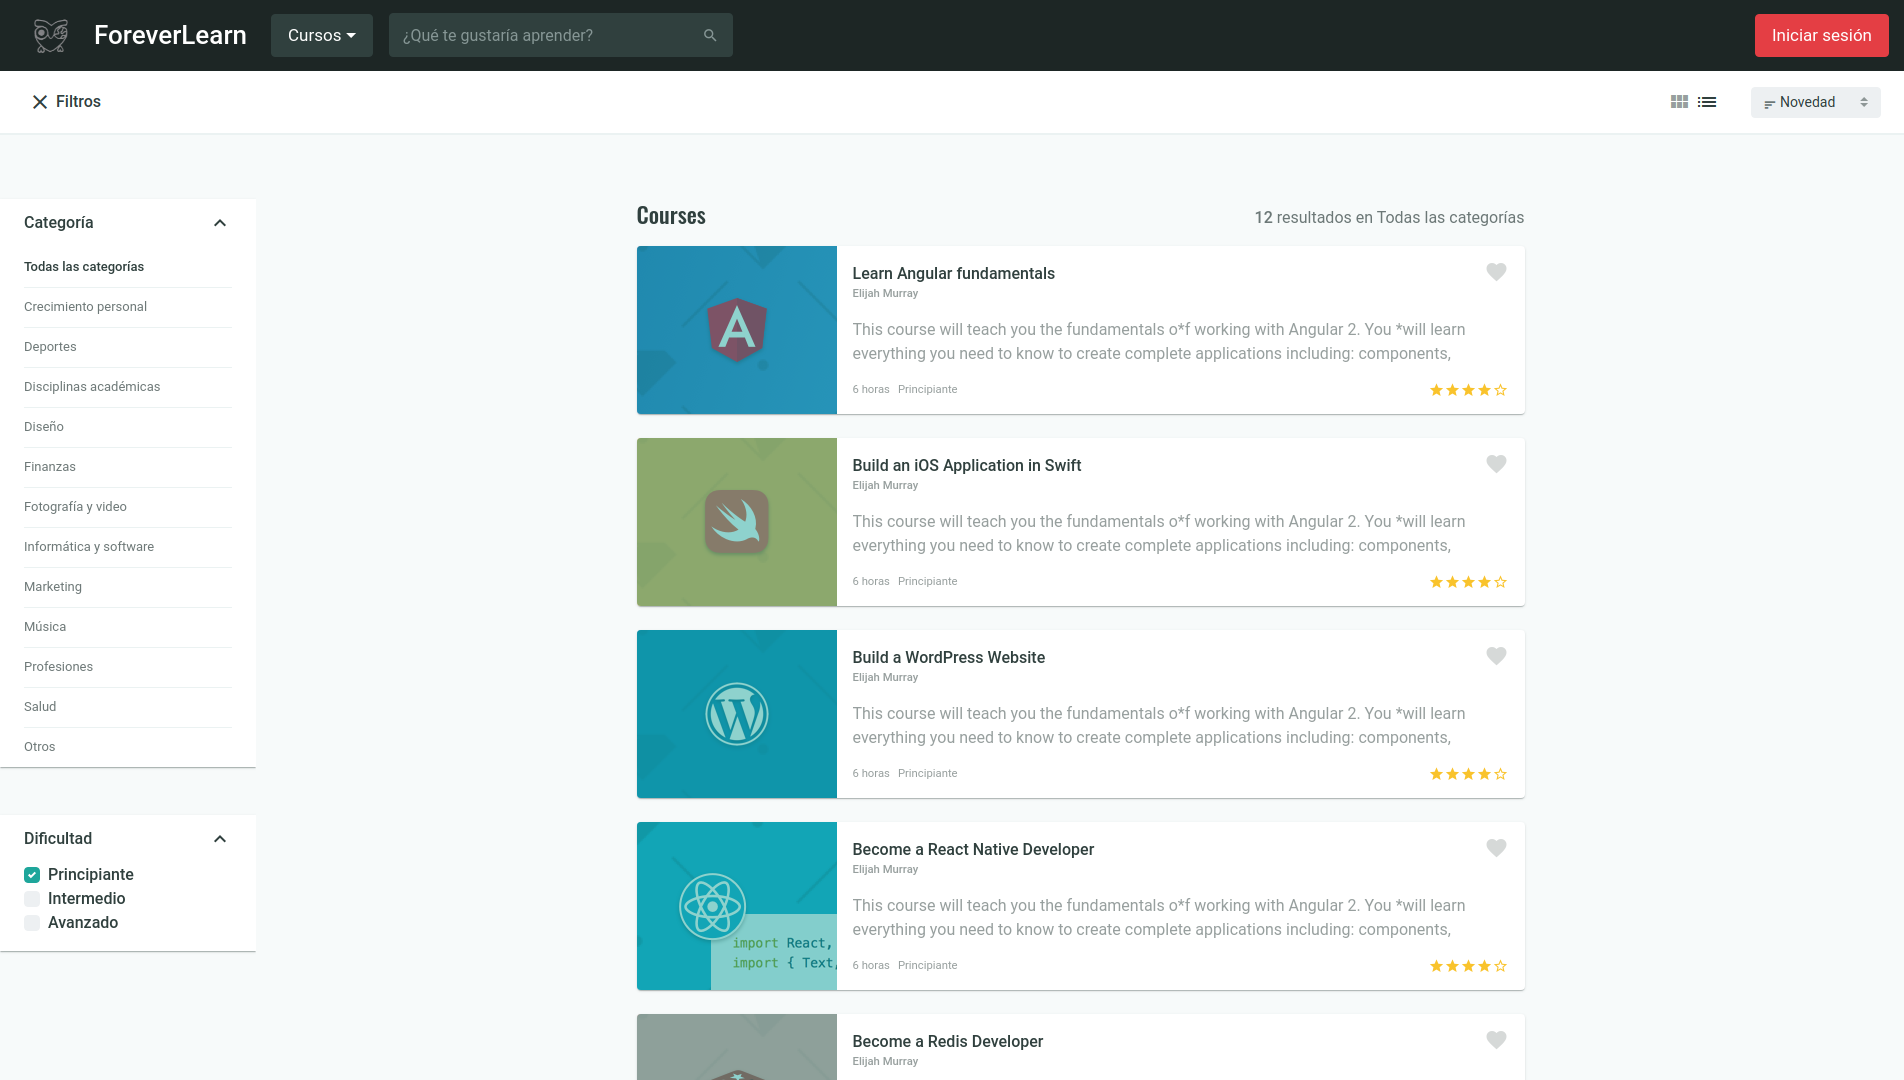 ForeverLearn
Cursos
¿Qué te gustaría aprender?
Iniciar sesión
Filtros
Novedad
Categoría
Todas las categorías
Crecimiento personal
Deportes
Disciplinas académicas
Diseño
Finanzas
Fotografía y video
Informática y software
Marketing
Música
Profesiones
Salud
Otros
Dificultad
Principiante
Intermedio
Avanzado
Courses
12 resultados en Todas las categorías
Learn Angular fundamentals
Elijah Murray
This course will teach you the fundamentals o*f working with Angular 2. You *will learn
everything you need to know to create complete applications including: components,
6 horas Principiante
Build an iOS Application in Swift
Elijah Murray
This course will teach you the fundamentals o*f working with Angular 2. You *will learn
everything you need to know to create complete applications including: components,
6 horas Principiante
Build a WordPress Website
Elijah Murray
This course will teach you the fundamentals o*f working with Angular 2. You *will learn
everything you need to know to create complete applications including: components,
6 horas Principiante
import React,
import { Text,
Become a React Native Developer
Elijah Murray
This course will teach you the fundamentals o*f working with Angular 2. You *will learn
everything you need to know to create complete applications including: components,
6 horas Principiante
Become a Redis Developer
Elijah Murray